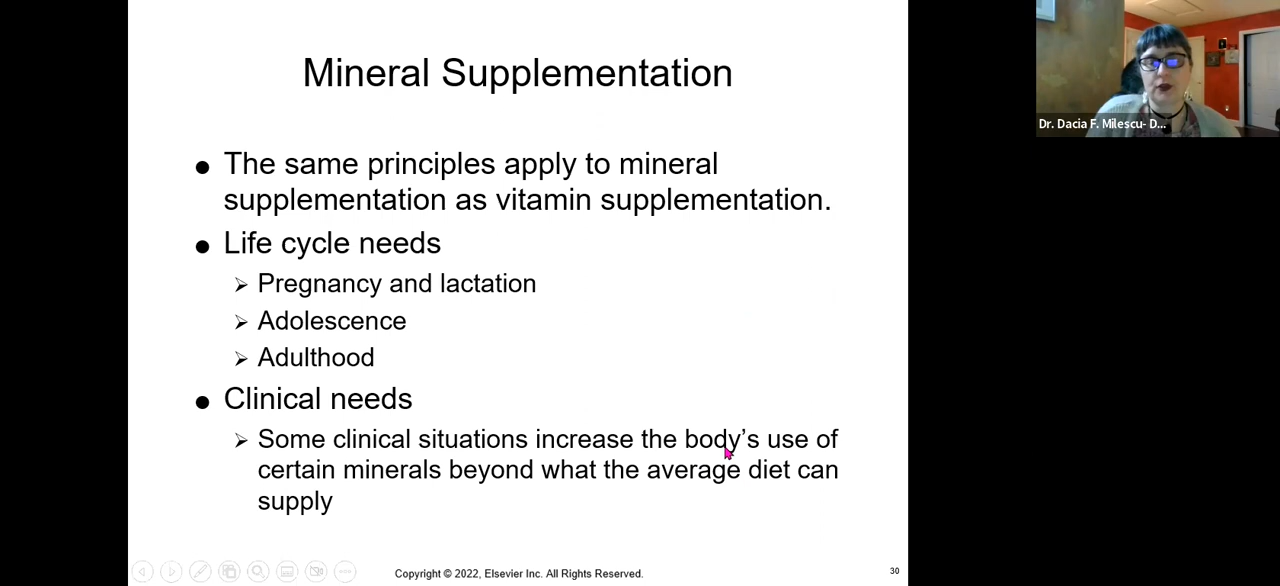 Mineral Supplementation
● The same principles apply to mineral
supplementation as vitamin supplementation.
● Life cycle needs
➢ Pregnancy and lactation
➢ Adolescence
➢ Adulthood
● Clinical needs
➢ Some clinical situations increase the body’s use of
certain minerals beyond what the average diet can
supply
Copyright © 2022, Elsevier Inc. All Rights Reserved.
30
Dr. Dacia F. Milescu- D...